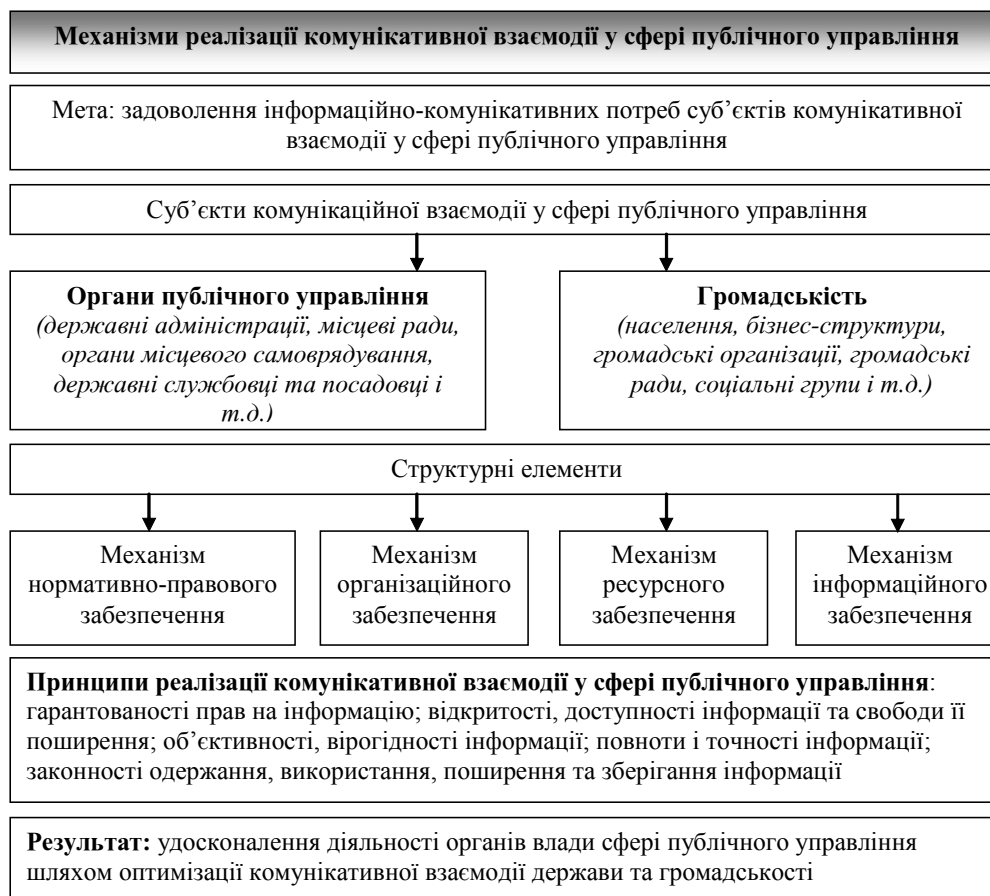 Механізми реалізації комунікативної взаємодії у сфері публічного управління
Мета: задоволення інформаційно-комунікативних потреб суб’єктів комунікативної
взаємодії у сфері публічного управління
Суб’єкти комунікаційної взаємодії у сфері публічного управління
Органи публічного управління
(державні адміністрації, місцеві ради,
органи місцевого самоврядування,
державні службовці та посадовці і
т.д.)
Громадськість
(населення, бізнес-структури,
громадські організації, громадські
ради, соціальні групи і т.д.)
Структурні елементи
Механізм
нормативно-правового
забезпечення
Механізм
організаційного
забезпечення
Механізм
ресурсного
забезпечення
Механізм
інформаційного
забезпечення
Принципи реалізації комунікативної взаємодії у сфері публічного управління:
гарантованості прав на інформацію; відкритості, доступності інформації та свободи її
поширення; об’єктивності, вірогідності інформації; повноти і точності інформації;
законності одержання, використання, поширення та зберігання інформації
Результат: удосконалення діяльності органів влади сфері публічного управління
шляхом оптимізації комунікативної взаємодії держави та громадськості